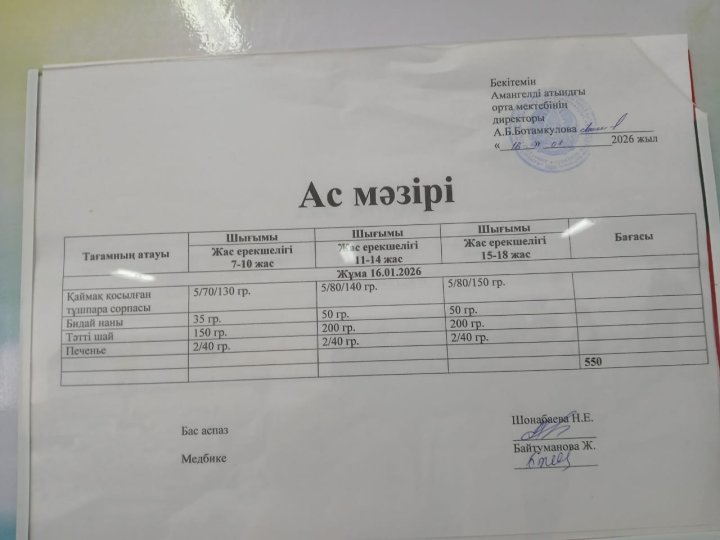 Бекітемін
Амангелді атындғы
орта мектебінің
директоры
А.Б.Ботамкулова
« 16 » 01 2026 жыл
Ас мәзірі
Тағамның атауы Шығымы Шығымы Шығымы Бағасы
Жас ерекшелігі Жас ерекшелігі Жас ерекшелігі
7-10 жас 11-14 жас 15-18 жас
Жұма 16.01.2026
Қаймақ қосылған 5/70/130 гр. 5/80/140 гр. 5/80/150 гр.
тұшпара сорпасы
Бидай наны 35 гр. 50 гр. 50 гр.
Тәтті шай 150 гр. 200 гр. 200 гр.
Печенье 2/40 гр. 2/40 гр. 2/40 гр.
550
Бас аспаз Шонабаева Н.Е.
Медбике Байтуманова Ж.